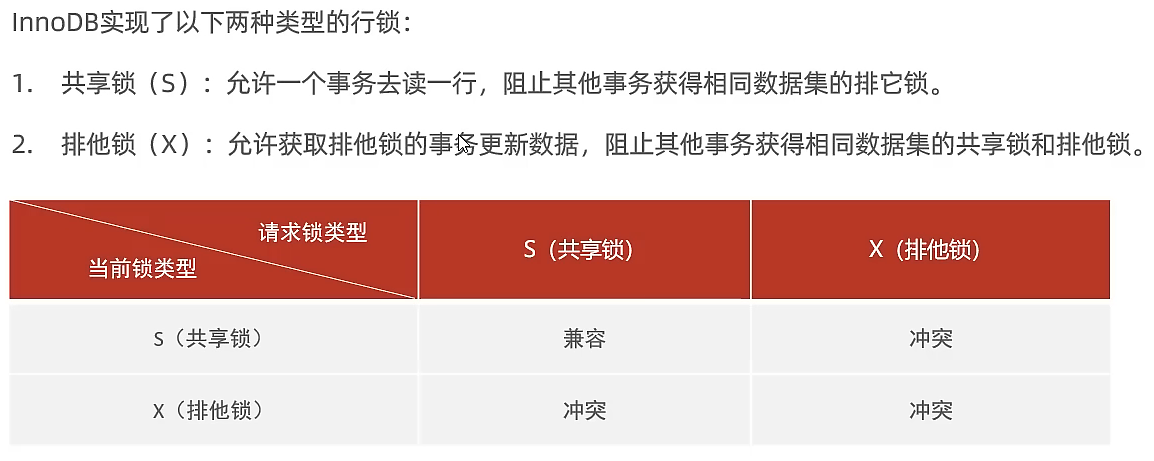 InnoDB实现了以下两种类型的行锁：
1. 共享锁（S）：允许一个事务去读一行，阻止其他事务获得相同数据集的排它锁。
2. 排他锁（X）：允许获取排他锁的事务更新数据，阻止其他事务获得相同数据集的共享锁和排他锁。
请求锁类型
当前锁类型
S（共享锁）
X（排他锁）
S（共享锁）
兼容
冲突
X（排他锁）
冲突
冲突